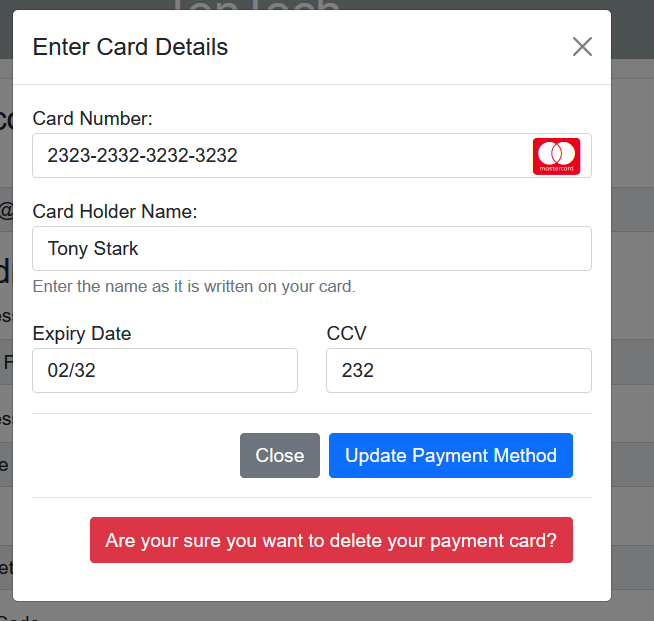 TonTech
Enter Card Details
Card Number:
2323-2332-3232-3232
mastercard
Card Holder Name:
@
Tony Stark
Enter the name as it is written on your card.
Expiry Date
CCV
02/32
232
Close
Update Payment Method
Are your sure you want to delete your payment card?